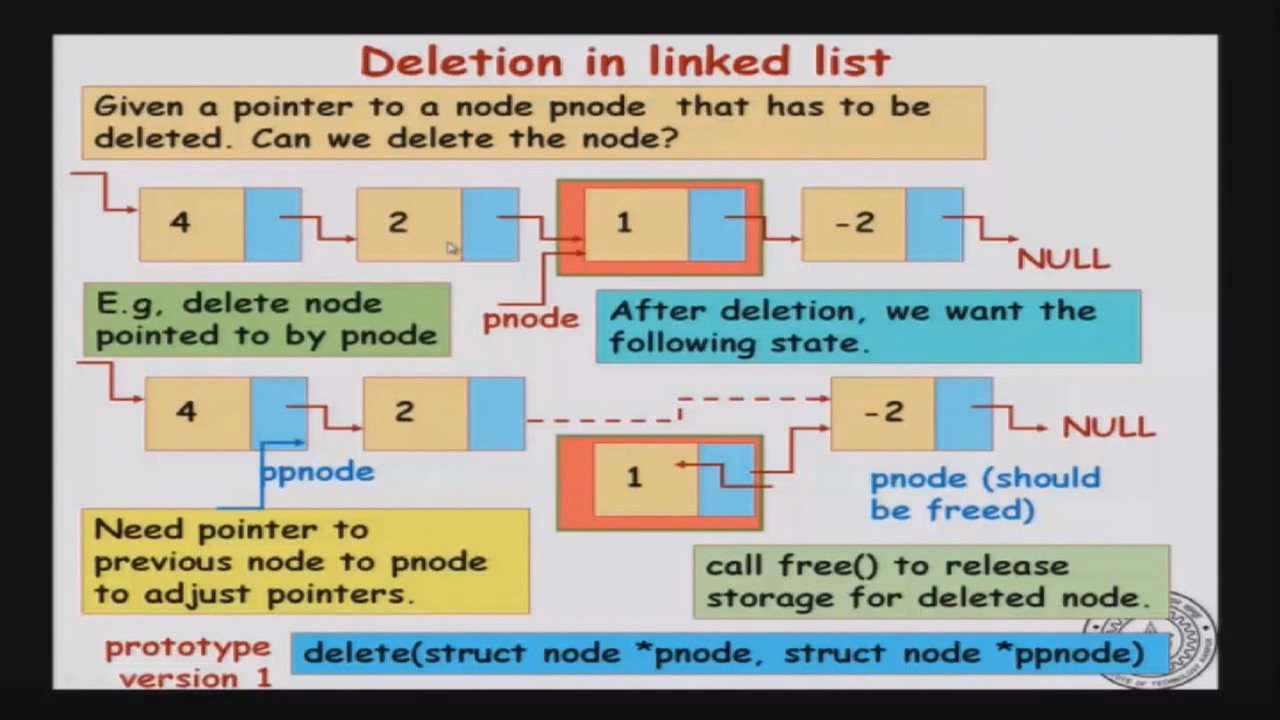 Deletion in linked list
Given a pointer to a node pnode that has to be
deleted. Can we delete the node?
4
2
1
-2
NULL
E.g, delete node
pointed to by pnode
pnode
After deletion, we want the
following state.
4
2
-2
NULL
1
ppnode
pnode (should
be freed)
Need pointer to
previous node to pnode
to adjust pointers.
call free() to release
storage for deleted node.
prototype
version 1
delete(struct node *pnode, struct node *ppnode)